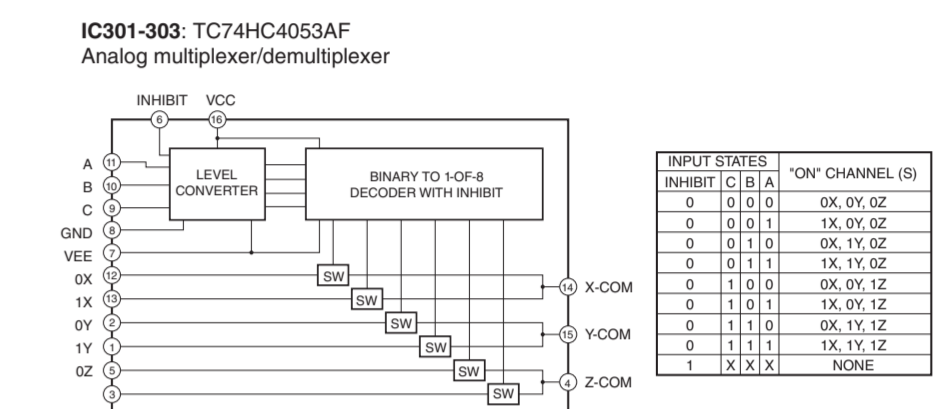 IC301-303: TC74HC4053AF
Analog multiplexer/demultiplexer
INHIBIT VCC
6 16
A 11
B 10
C 9
GND 8
VEE 7
0X 12
1X 13
0Y 2
1Y 1
0Z 5
3
LEVEL
CONVERTER
BINARY TO 1-OF-8
DECODER WITH INHIBIT
SW
SW
SW
SW
SW
SW
14 X-COM
15 Y-COM
4 Z-COM
INPUT STATES "ON" CHANNEL (S)
INHIBIT C B A
0 0 0 0 0X, 0Y, 0Z
0 0 0 1 1X, 0Y, 0Z
0 0 1 0 0X, 1Y, 0Z
0 0 1 1 1X, 1Y, 0Z
0 1 0 0 0X, 0Y, 1Z
0 1 0 1 1X, 0Y, 1Z
0 1 1 0 0X, 1Y, 1Z
0 1 1 1 1X, 1Y, 1Z
1 X X X NONE